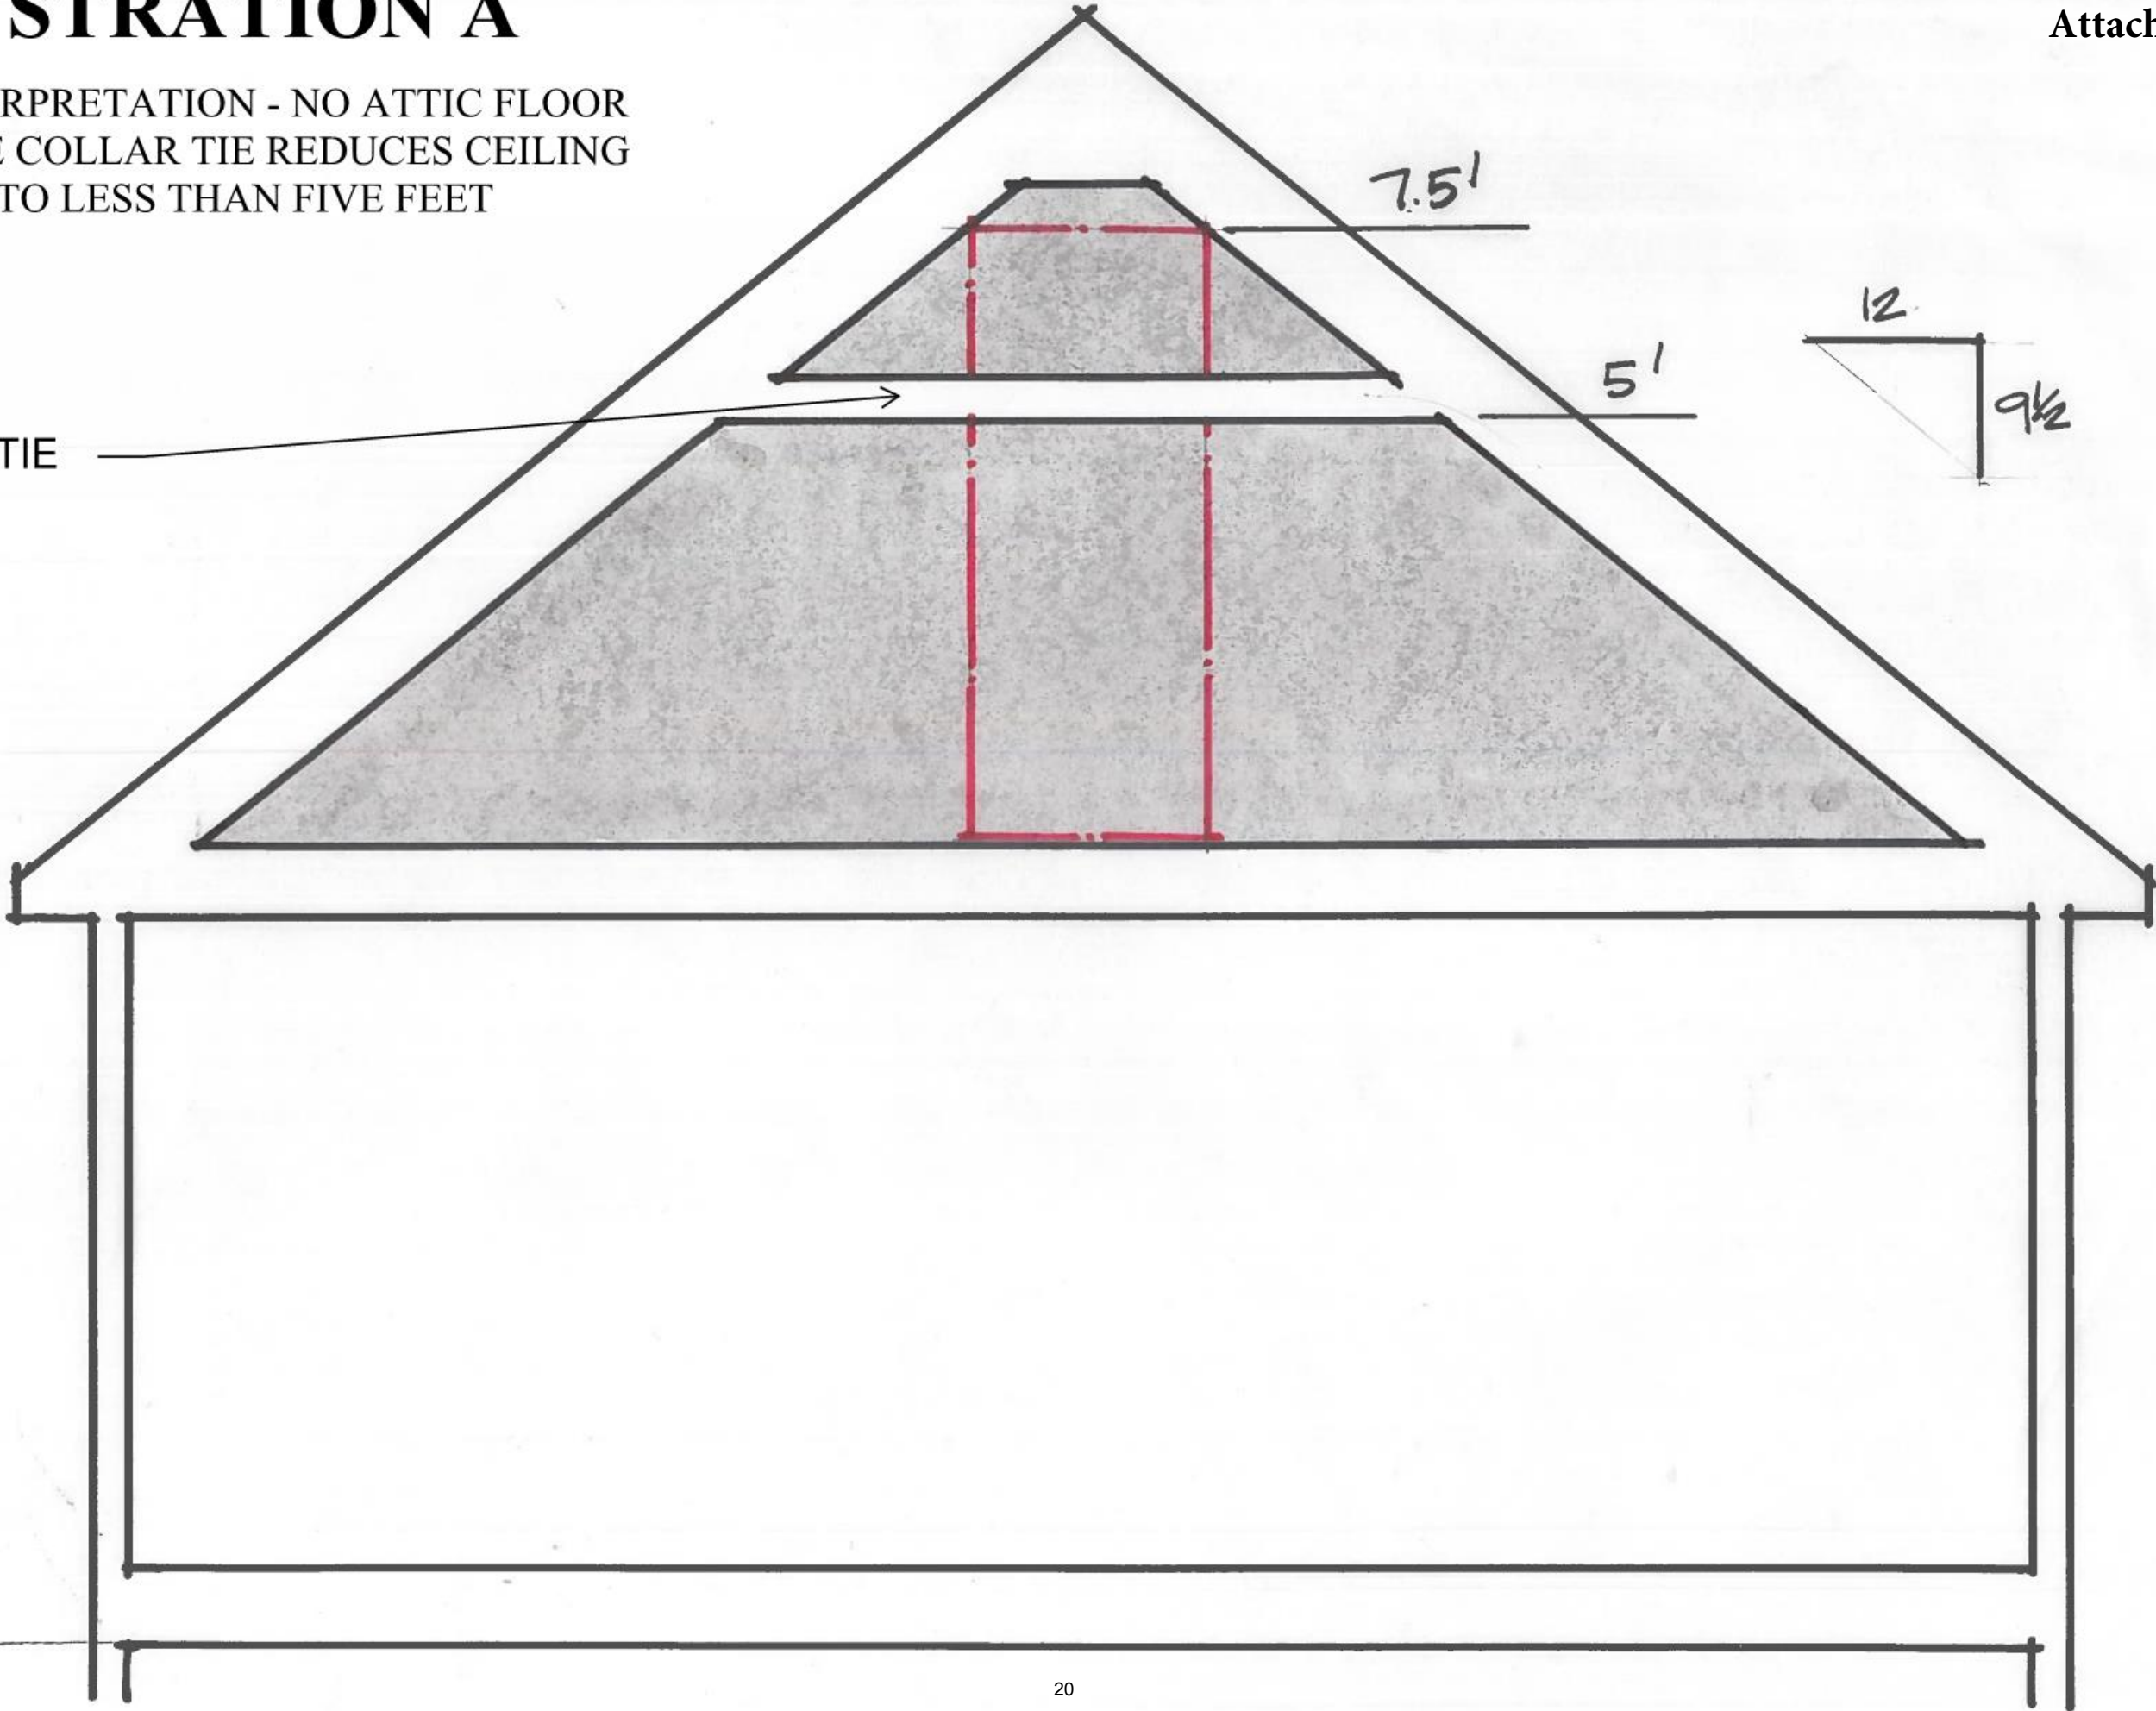 STRATION A
Attach
RPRETATION - NO ATTIC FLOOR
E COLLAR TIE REDUCES CEILING
TO LESS THAN FIVE FEET
7.5'
12
5'
9½
TIE
20